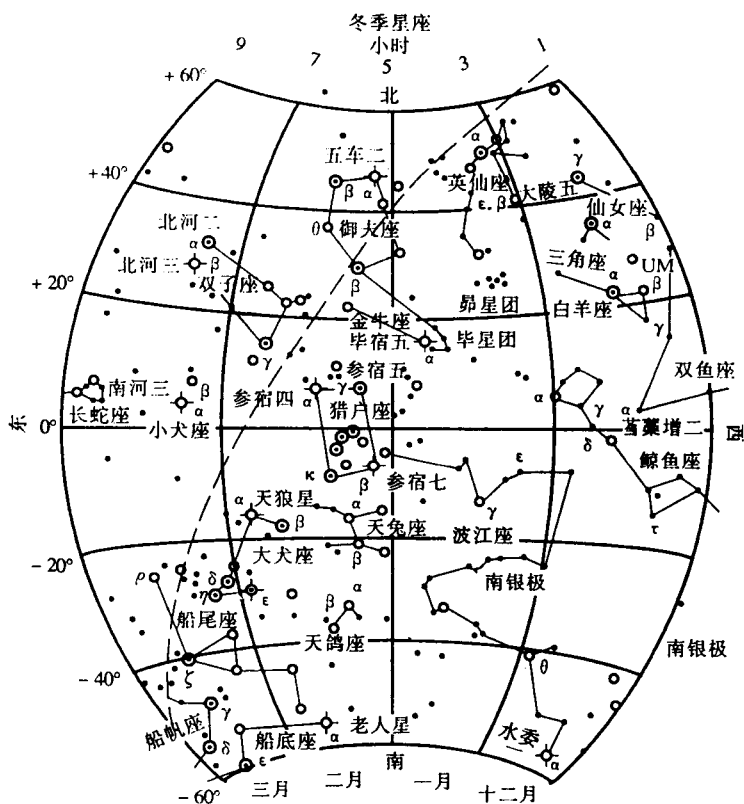 冬季星座
小时
9 7 5 3 1
+60°
北
五车二
α
β
α
γ
+40°
英仙座
大陵五
ε.β
仙女座
α
β
北河二
θ
御夫座
α
北河三
β
三角座
α
UM
双子座
β
β
+20°
昴星团
白羊座
金牛座
γ
毕宿五
毕星团
α
γ
参宿五
双鱼座
南河三
β
参宿四
α
γ
α
γ
长蛇座
α
猎户座
α
东
0°
小犬座
δ
蒭藁增二
西
鲸鱼座
κ
β
参宿七
ε
天狼星
α
β
γ
τ
天兔座
波江座
大犬座
β
-20°
ρ
δ
南银极
η
ε
α
β
船尾座
天鸽座
南银极
ζ
θ
-40°
γ
船帆座
船底座
老人星
水委一
δ
α
ε
南
α
-60°
三月 二月 一月 十二月